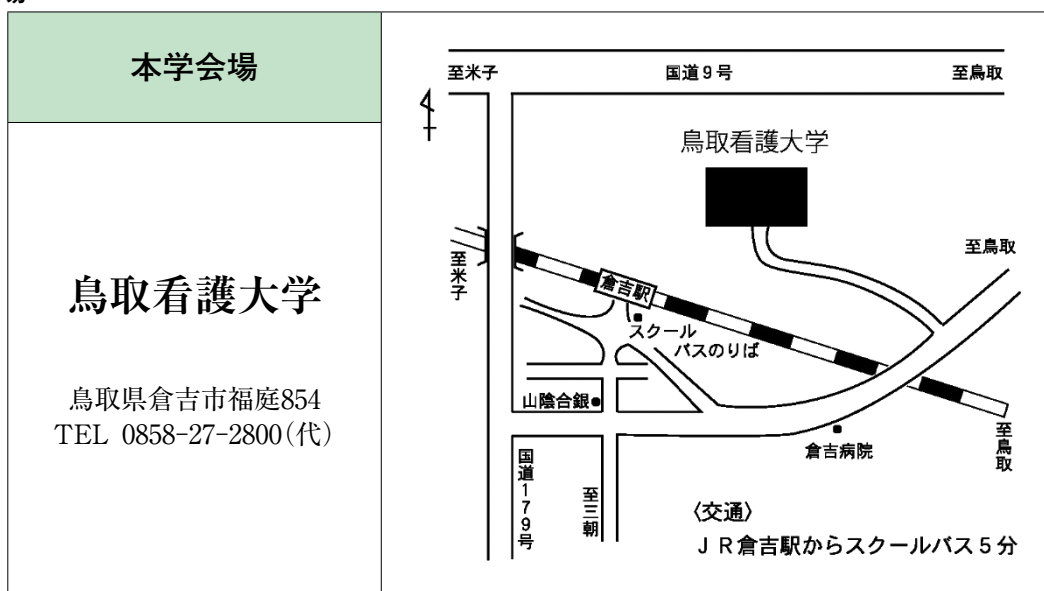 本学会場
鳥取看護大学
鳥取県倉吉市福庭854
TEL 0858-27-2800（代）
至米子
国道9号
至鳥取
鳥取看護大学
至鳥取
至米子
倉吉駅
スクール
バスのりば
山陰合銀
倉吉病院
至鳥取
国道179号
至三朝
〈交通〉
ＪＲ倉吉駅からスクールバス５分